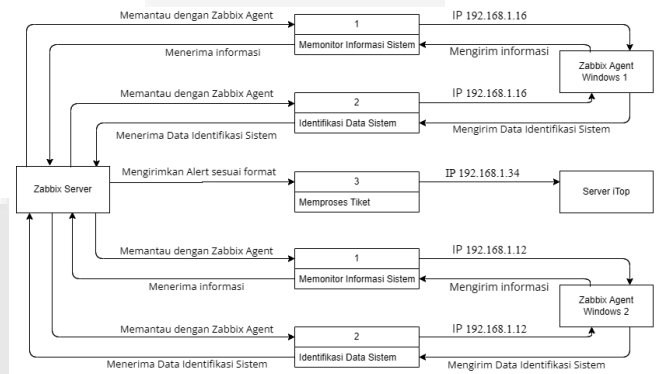 Memantau dengan Zabbix Agent
1
IP 192.168.1.16
Menerima informasi
Memonitor Informasi Sistem
Mengirim informasi
Zabbix Agent
Windows 1
Memantau dengan Zabbix Agent
2
IP 192.168.1.16
Menerima Data Identifikasi Sistem
Identifikasi Data Sistem
Mengirim Data Identifikasi Sistem
Zabbix Server
Mengirimkan Alert sesuai format
3
IP 192.168.1.34
Memproses Tiket
Server iTop
Memantau dengan Zabbix Agent
1
IP 192.168.1.12
Menerima informasi
Memonitor Informasi Sistem
Mengirim informasi
Zabbix Agent
Windows 2
Memantau dengan Zabbix Agent
2
IP 192.168.1.12
Menerima Data Identifikasi Sistem
Identifikasi Data Sistem
Mengirim Data Identifikasi Sistem